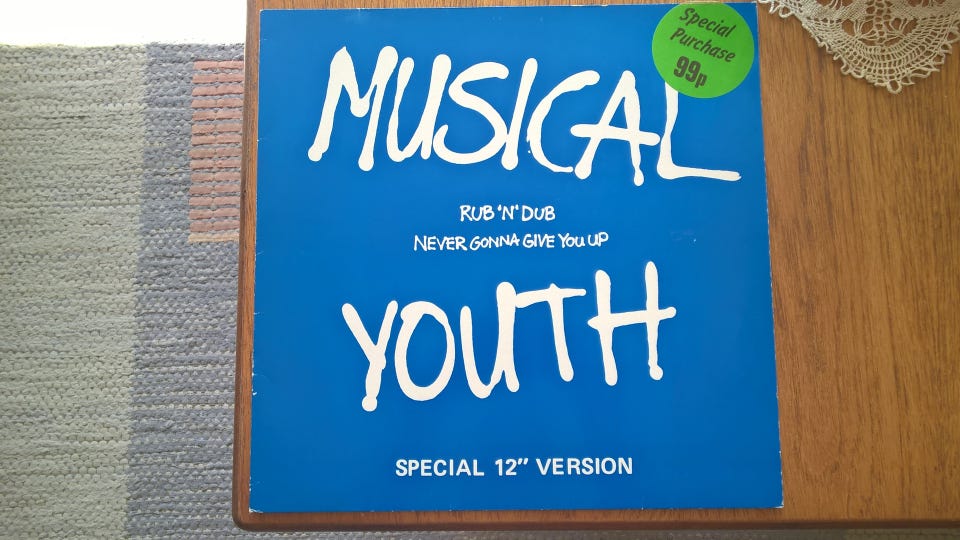 Special
Purchase
99p
MUSICAL
RUB 'N' DUB
NEVER GONNA GIVE YOU UP
YOUTH
SPECIAL 12" VERSION